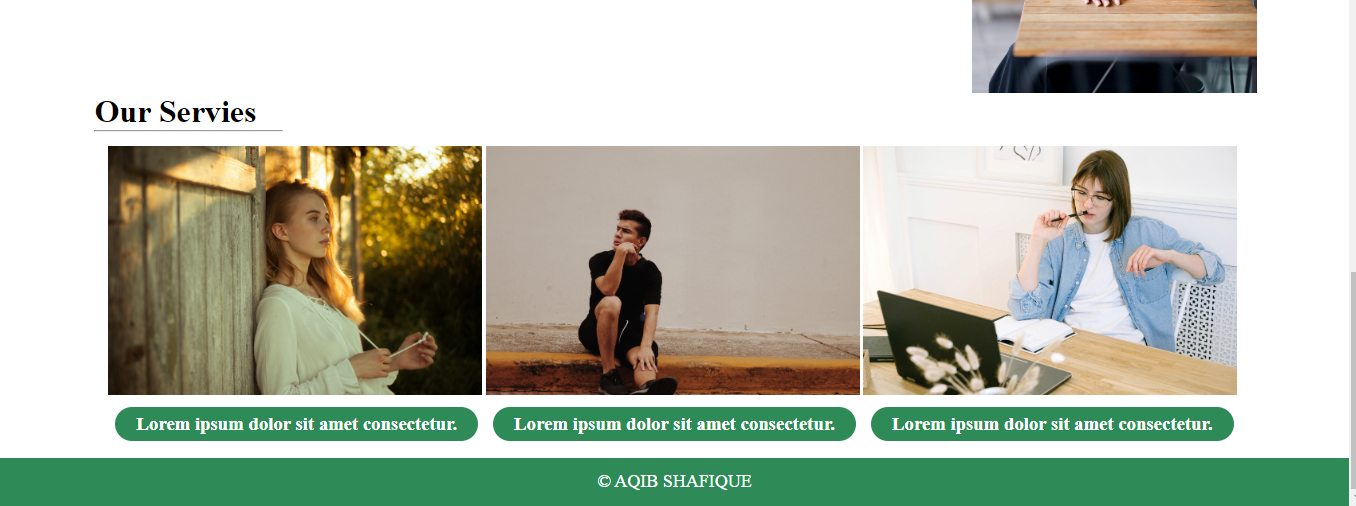 Our Servies
Lorem ipsum dolor sit amet consectetur.
Lorem ipsum dolor sit amet consectetur.
Lorem ipsum dolor sit amet consectetur.
© AQIB SHAFIQUE